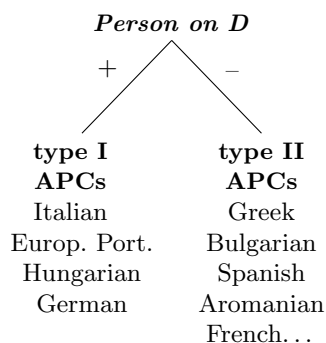 Person on D
+ –
type I type II
APCs APCs
Italian Greek
Europ. Port. Bulgarian
Hungarian Spanish
German Aromanian
French...